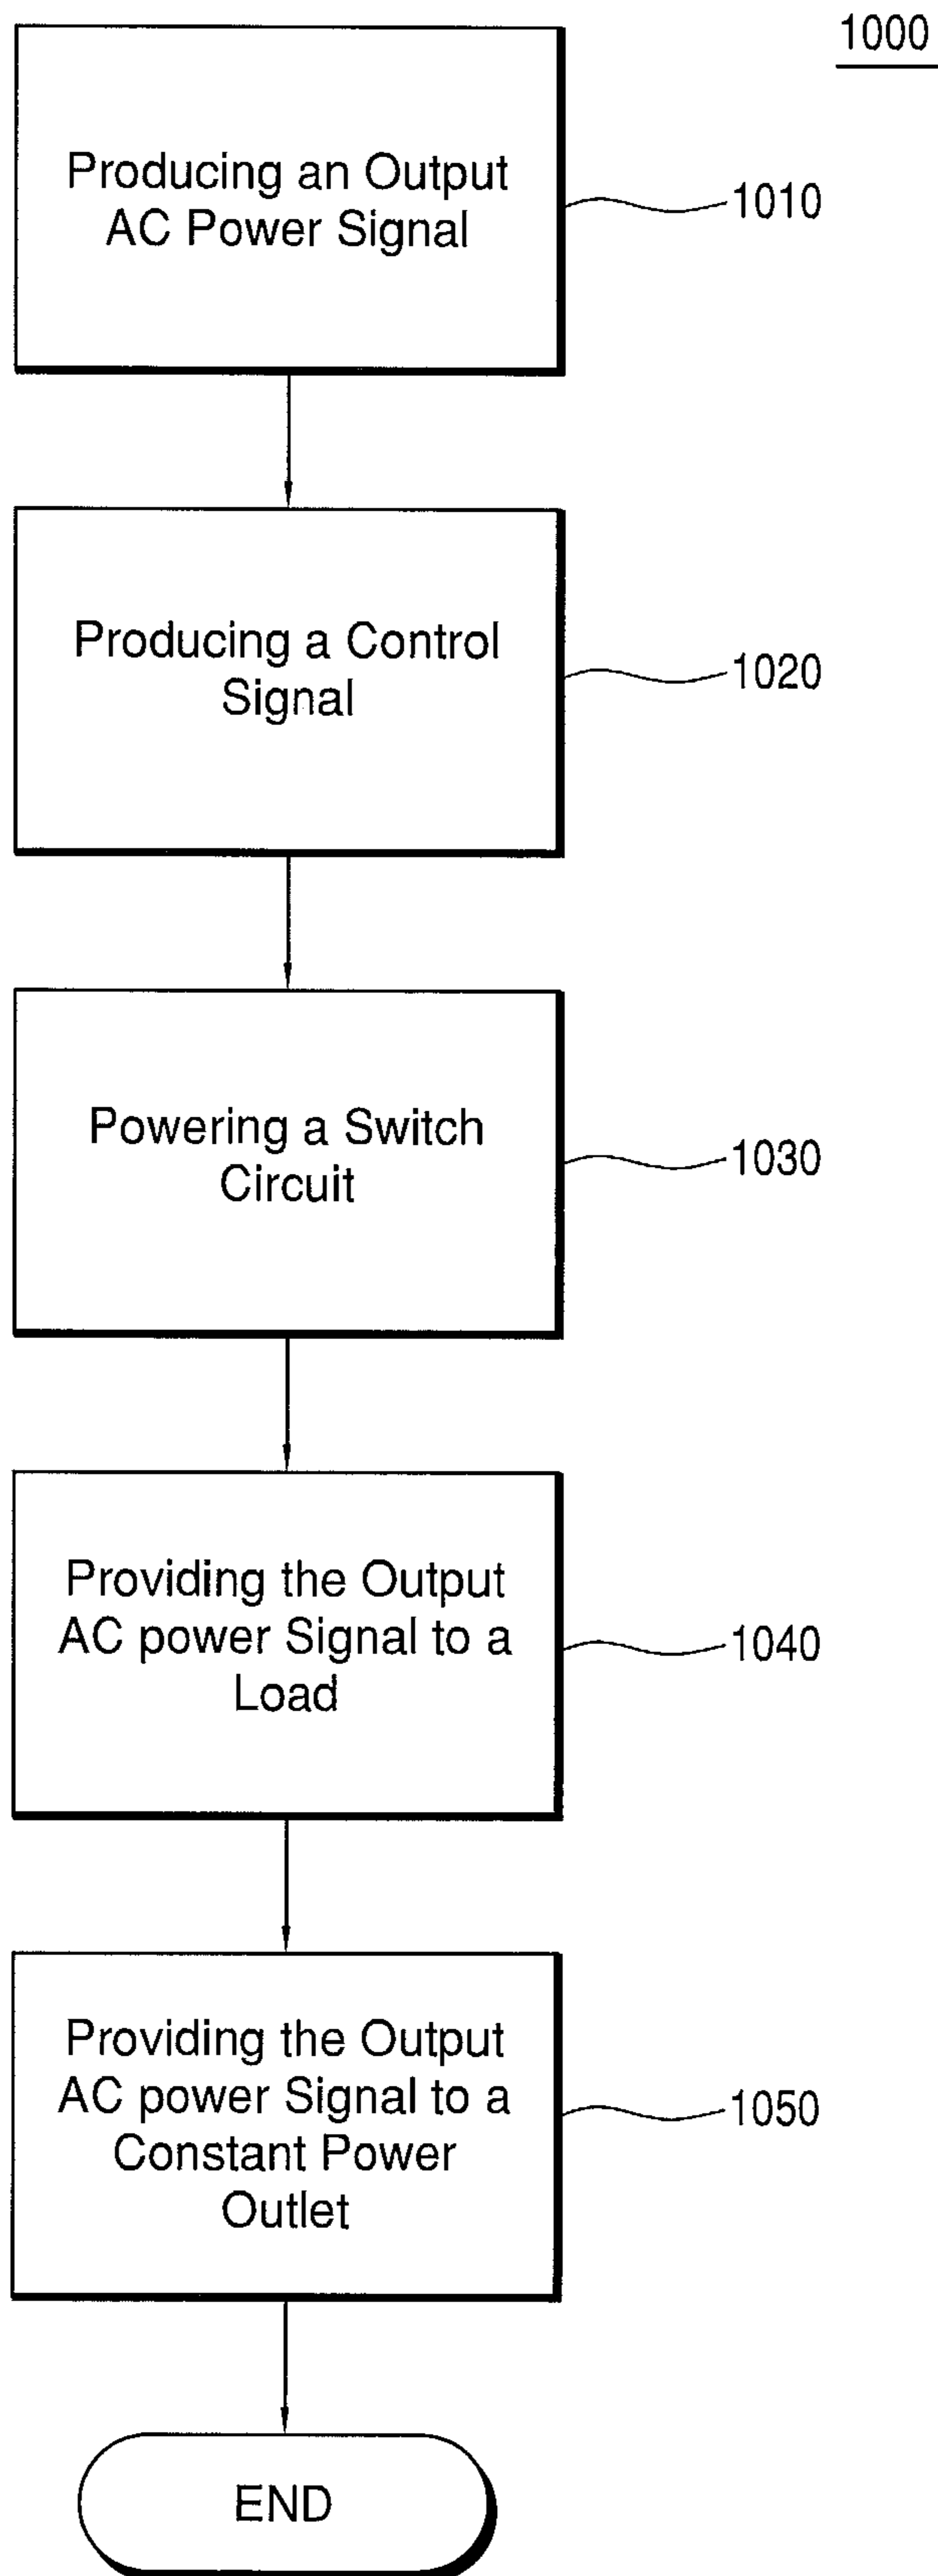 1000
Producing an Output
AC Power Signal
1010
Producing a Control
Signal
1020
Powering a Switch
Circuit
1030
Providing the Output
AC power Signal to a
Load
1040
Providing the Output
AC power Signal to a
Constant Power
Outlet
1050
END